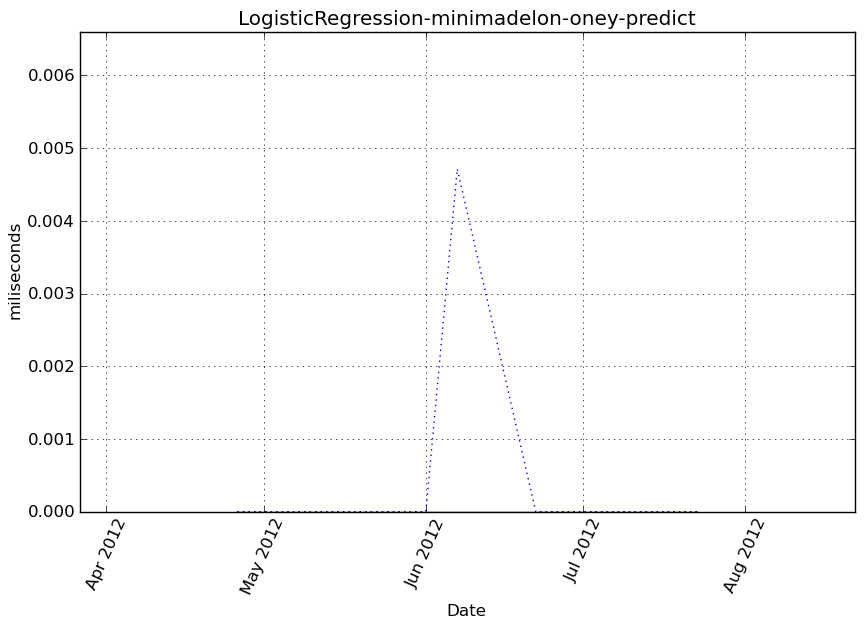 LogisticRegression-minimadelon-oney-predict
0.006
0.005
0.004
0.003
0.002
0.001
0.000
miliseconds
Apr 2012
May 2012
Jun 2012
Jul 2012
Aug 2012
Date